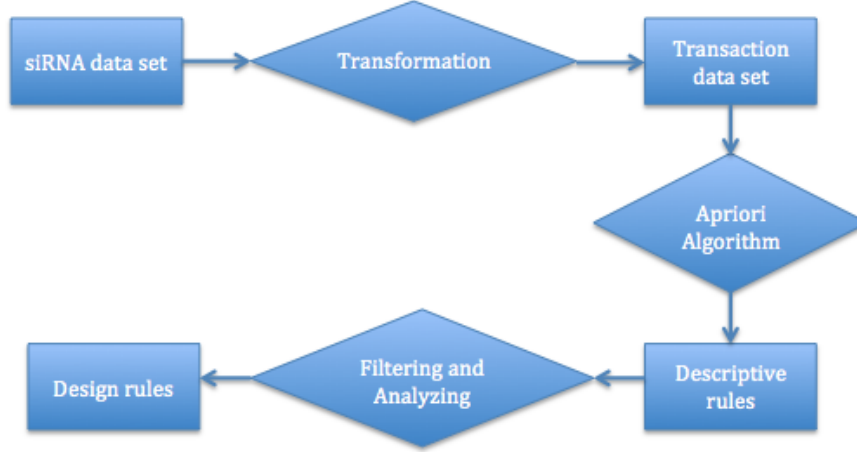 siRNA data set
Transformation
Transaction
data set
Apriori
Algorithm
Descriptive
rules
Filtering and
Analyzing
Design rules